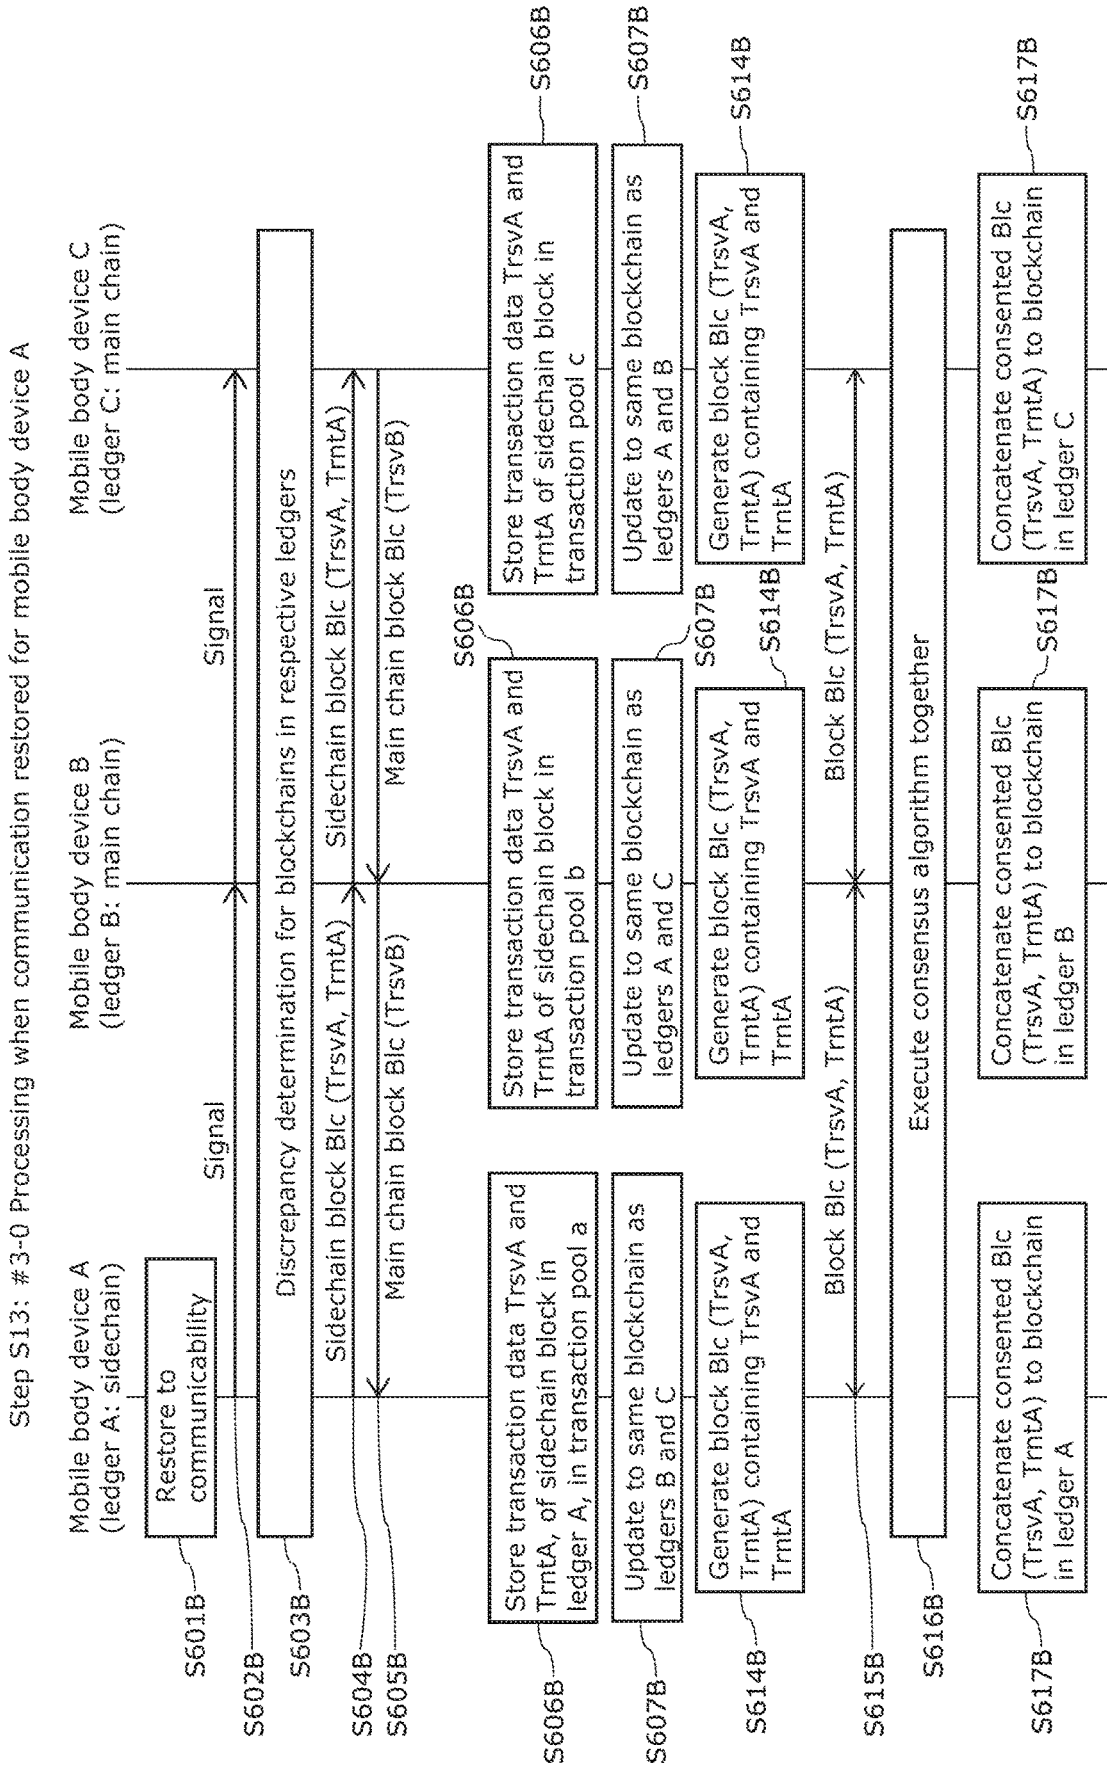 Step S13: #3-0 Processing when communication restored for mobile body device A
Mobile body device A
(ledger A: sidechain)
Mobile body device B
(ledger B: main chain)
Mobile body device C
(ledger C: main chain)
S601B
Restore to
communicability
S602B
Signal
Signal
S603B
Discrepancy determination for blockchains in respective ledgers
S604B
Sidechain block Blc (TrsvA, TrntA)
Sidechain block Blc (TrsvA, TrntA)
S605B
Main chain block Blc (TrsvB)
Main chain block Blc (TrsvB)
S606B
Store transaction data TrsvA and
TrntA, of sidechain block in
ledger A, in transaction pool a
S606B
Store transaction data TrsvA and
TrntA of sidechain block in
transaction pool b
S606B
Store transaction data TrsvA and
TrntA of sidechain block in
transaction pool c
S607B
Update to same blockchain as
ledgers B and C
S607B
Update to same blockchain as
ledgers A and C
S607B
Update to same blockchain as
ledgers A and B
S614B
Generate block Blc (TrsvA,
TrntA) containing TrsvA and
TrntA
S614B
Generate block Blc (TrsvA,
TrntA) containing TrsvA and
TrntA
S614B
Generate block Blc (TrsvA,
TrntA) containing TrsvA and
TrntA
S615B
Block Blc (TrsvA, TrntA)
Block Blc (TrsvA, TrntA)
S616B
Execute consensus algorithm together
S617B
Concatenate consented Blc
(TrsvA, TrntA) to blockchain
in ledger A
S617B
Concatenate consented Blc
(TrsvA, TrntA) to blockchain
in ledger B
S617B
Concatenate consented Blc
(TrsvA, TrntA) to blockchain
in ledger C